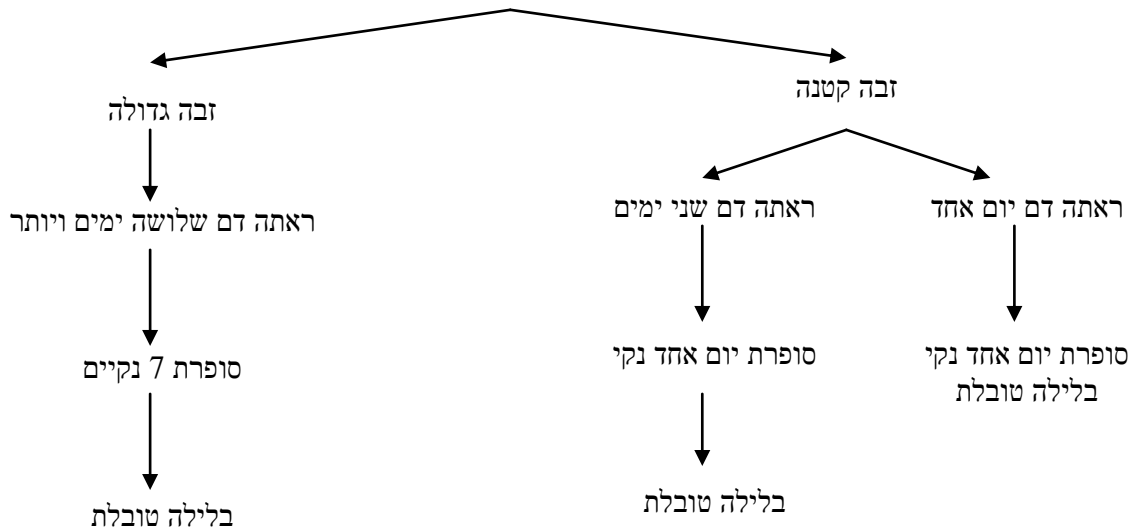 זבה קטנה
זבה גדולה
ראתה דם יום אחד
ראתה דם שני ימים
ראתה דם שלושה ימים ויותר
סופרת יום אחד נקי
בלילה טובלת
סופרת יום אחד נקי
סופרת 7 נקיים
בלילה טובלת
בלילה טובלת